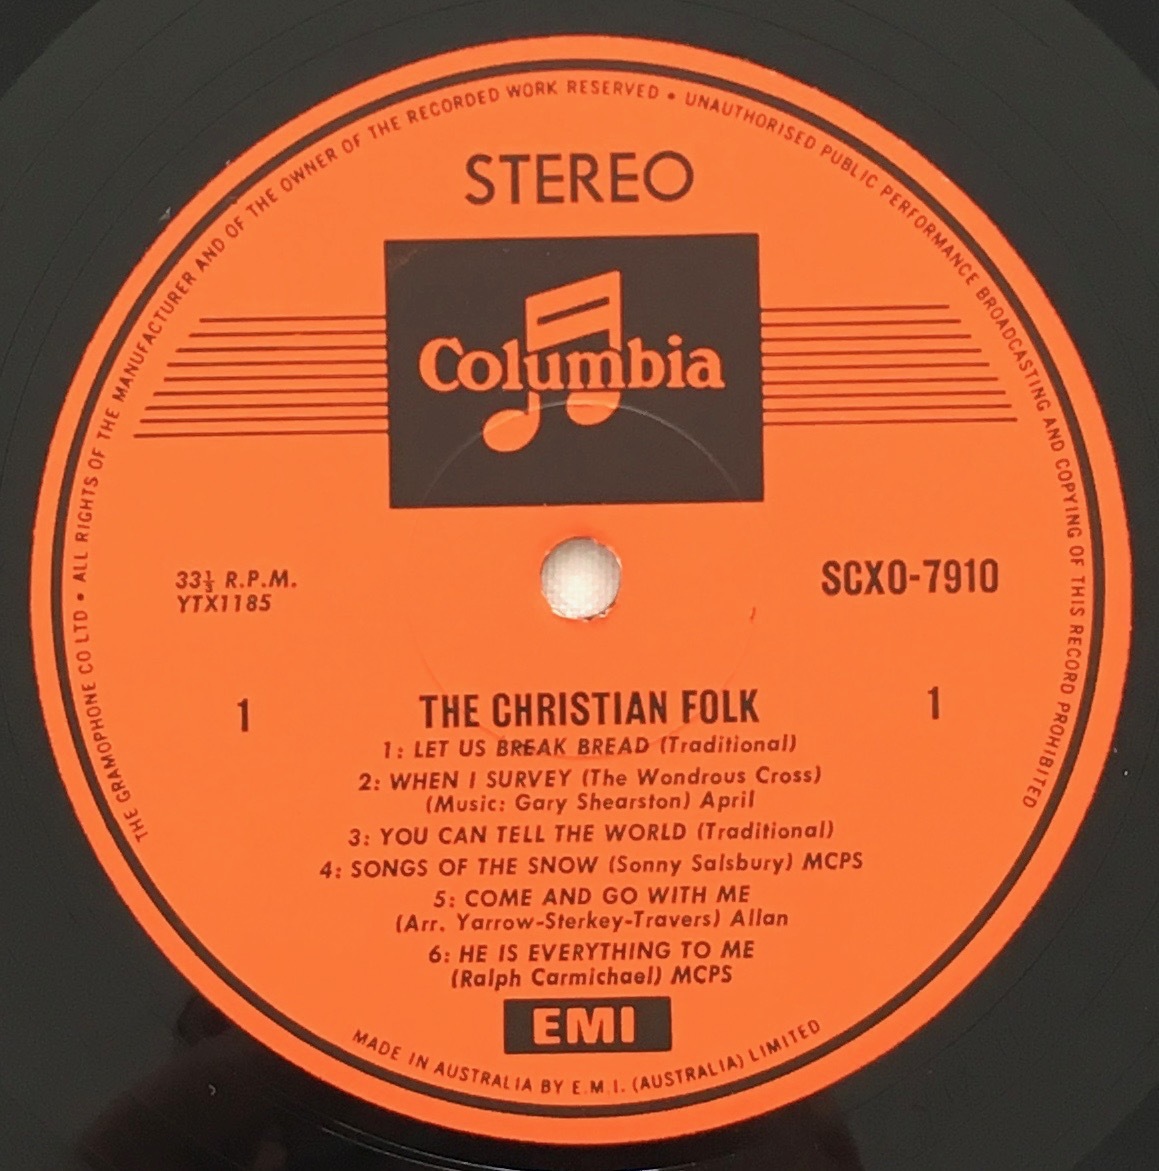 THE GRAMOPHONE CO LTD • ALL RIGHTS OF THE MANUFACTURER AND OF THE OWNER OF THE RECORDED WORK RESERVED • UNAUTHORISED PUBLIC PERFORMANCE BROADCASTING AND COPYING OF THIS RECORD PROHIBITED
STEREO
Columbia
33⅓ R.P.M.
YTX1185
SCXO-7910
1
1
THE CHRISTIAN FOLK
1: LET US BREAK BREAD (Traditional)
2: WHEN I SURVEY (The Wondrous Cross)
(Music: Gary Shearston) April
3: YOU CAN TELL THE WORLD (Traditional)
4: SONGS OF THE SNOW (Sonny Salsbury) MCPS
5: COME AND GO WITH ME
(Arr. Yarrow-Sterkey-Travers) Allan
6: HE IS EVERYTHING TO ME
(Ralph Carmichael) MCPS
EMI
MADE IN AUSTRALIA BY E.M.I. (AUSTRALIA) LIMITED